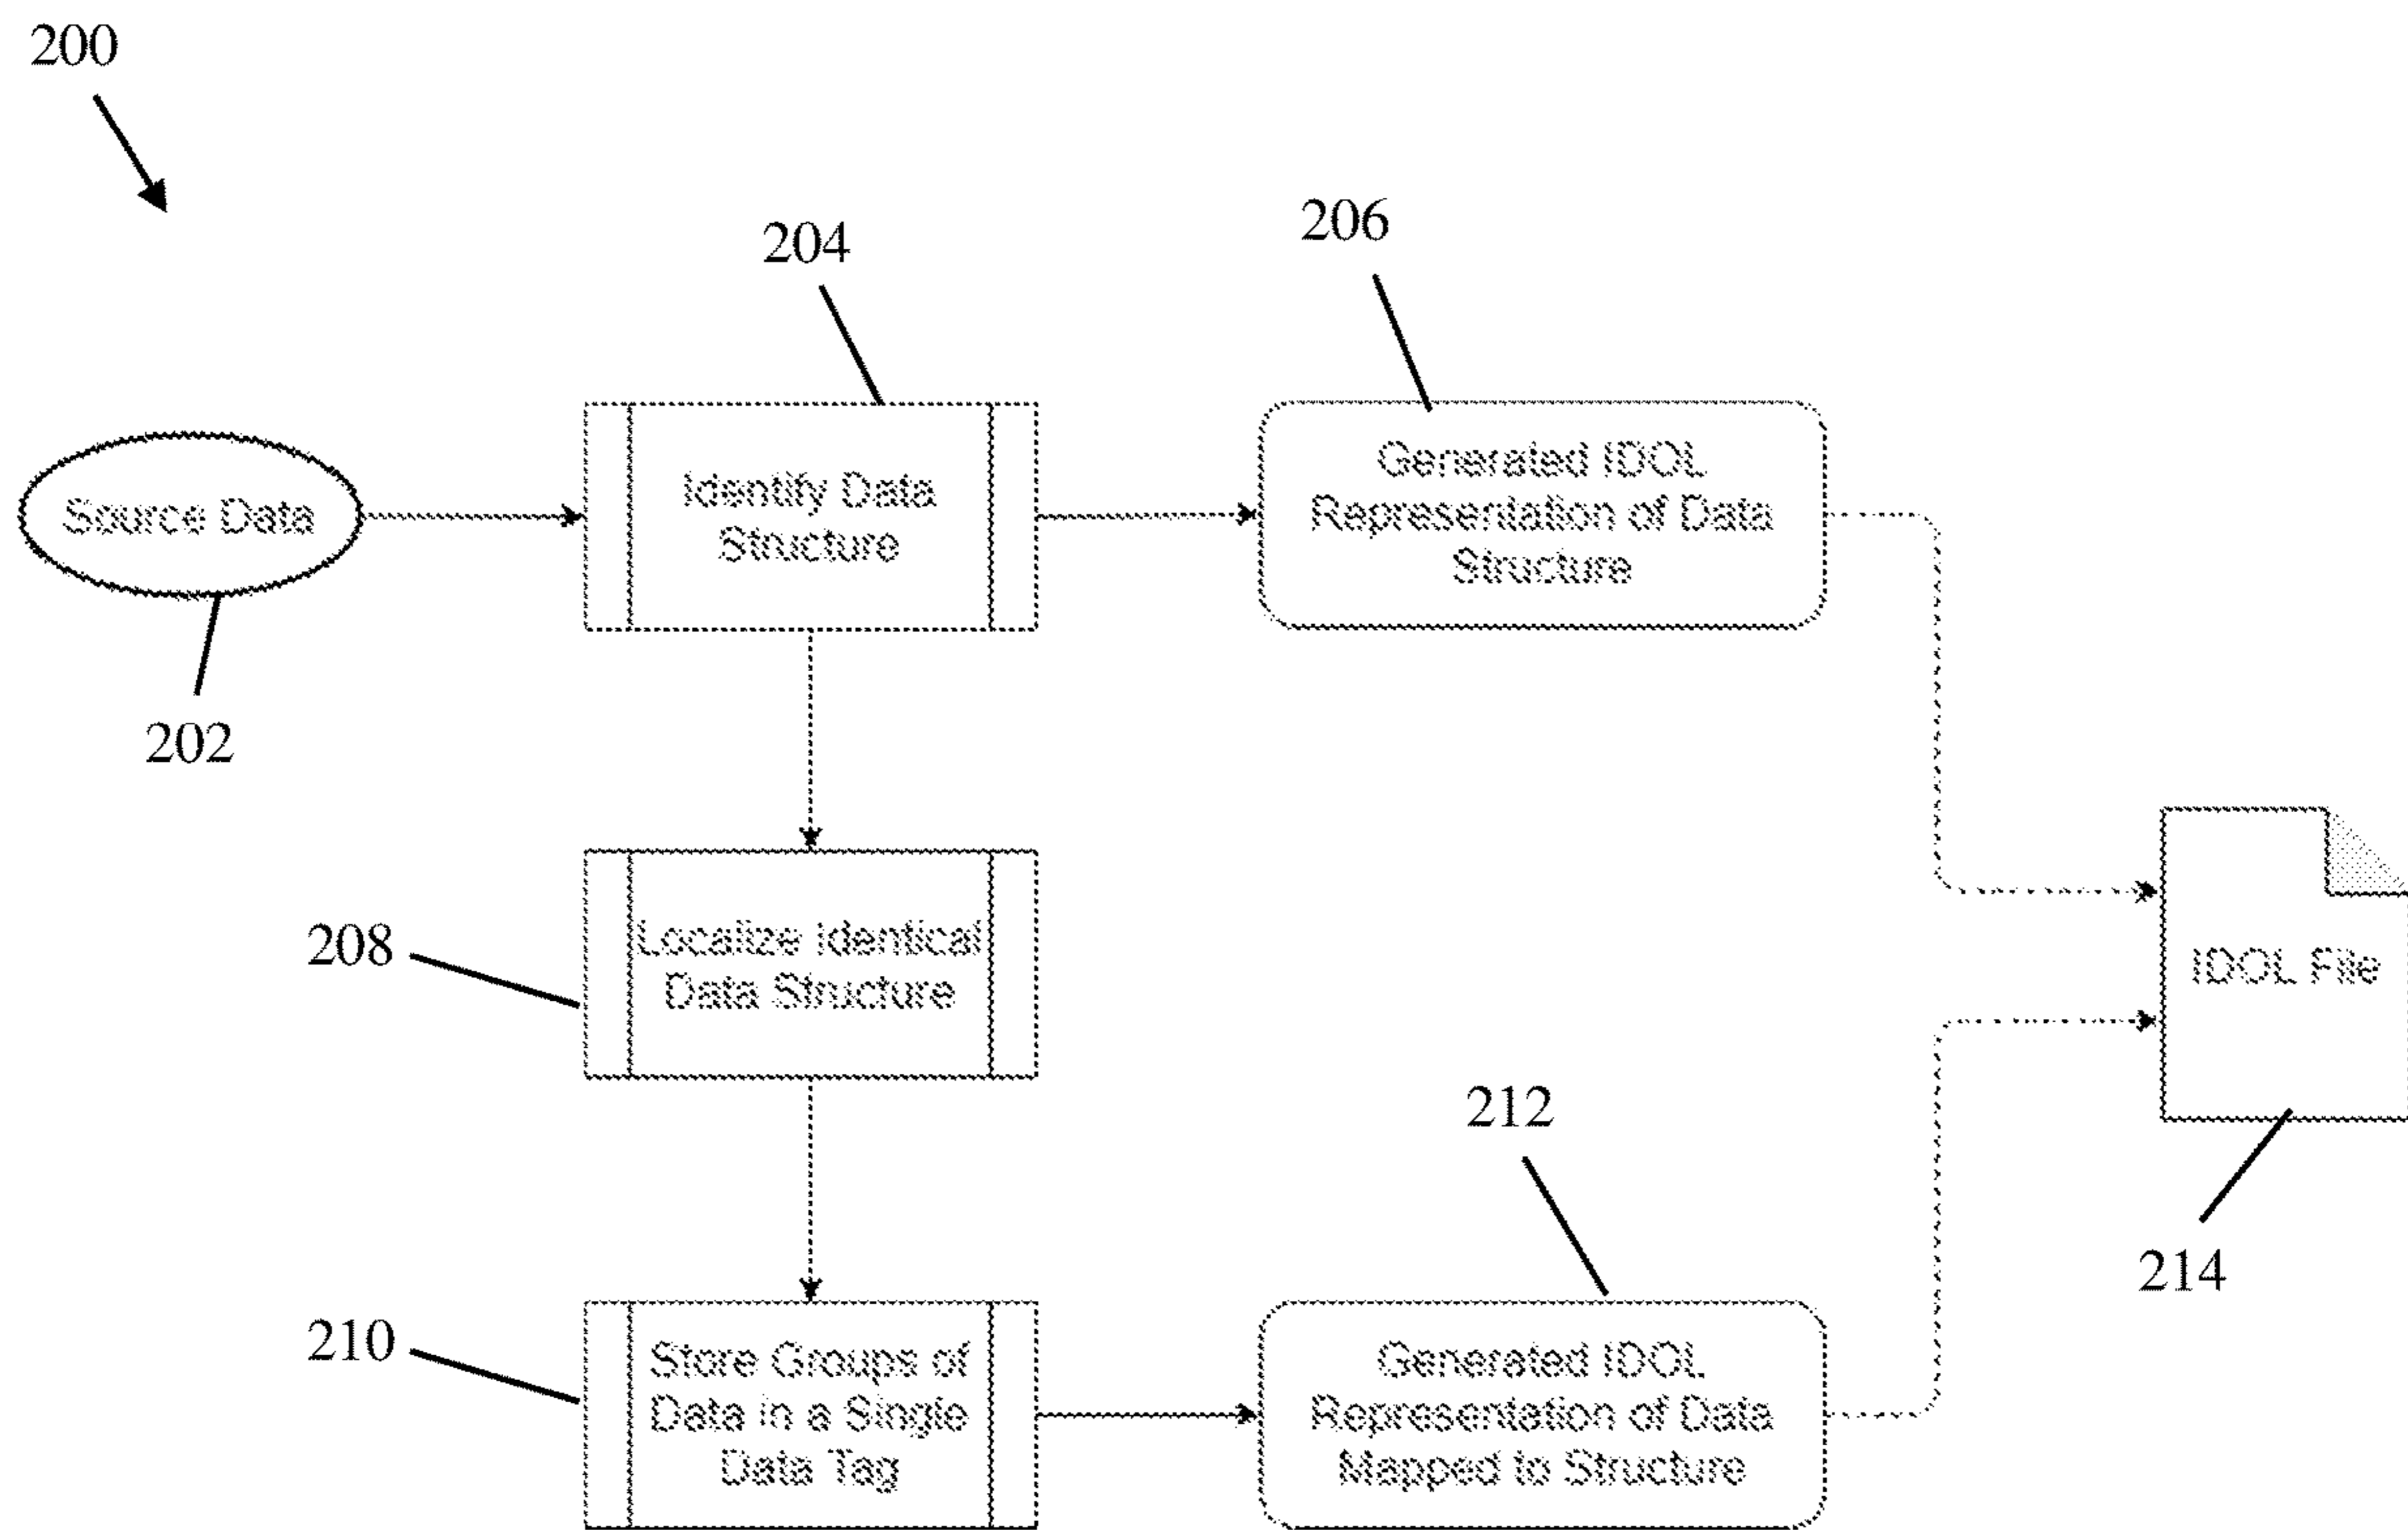 200
204
206
Source Data
Identify Data
Structure
Generated IDOL
Representation of Data
Structure
202
208
Localize Identical
Data Structure
IDOL File
212
214
210
Store Groups of
Data in a Single
Data Tag
Generated IDOL
Representation of Data
Mapped to Structure